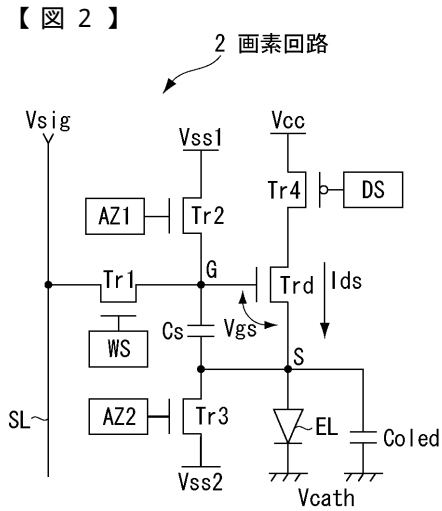 【 図 2 】
2 画素回路
Vsig
Vss1
Vcc
AZ1
Tr2
Tr4
DS
Tr1
G
Trd
Ids
WS
Cs
Vgs
S
SL
AZ2
Tr3
EL
Coled
Vss2
Vcath